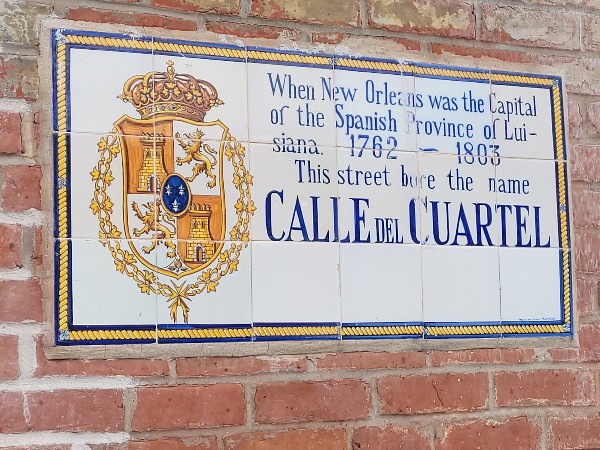 When New Orleans was the Capital
of the Spanish Province of Lui-
siana. 1762 — 1803
This street bore the name
CALLE DEL CUARTEL